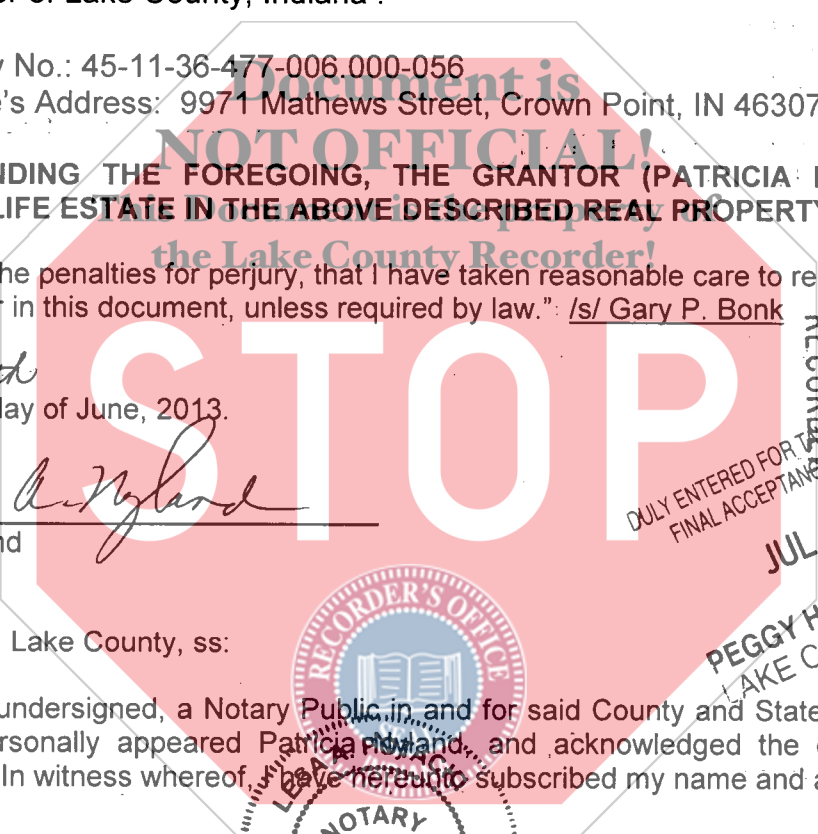 er of Lake County, Indiana .
y No.: 45-11-36-477-006.000-056
e's Address: 9971 Mathews Street, Crown Point, IN 46307
Document is
NOT OFFICIAL!
This Document is the property of
the Lake County Recorder!
NDING THE FOREGOING, THE GRANTOR (PATRICIA
LIFE ESTATE IN THE ABOVE DESCRIBED REAL PROPERTY
he penalties for perjury, that I have taken reasonable care to re
r in this document, unless required by law.": /s/ Gary P. Bonk
STOP
day of June, 2013.
A. Nyland
nd
DULY ENTERED FOR TA
FINAL ACCEPTANC
JUL
PEGGY H
LAKE C
RECORDER'S OFFICE
Lake County, ss:
undersigned, a Notary Public in and for said County and State
rsonally appeared Patricia Nyland, and acknowledged the
In witness whereof, I have hereunto subscribed my name and a
NOTARY